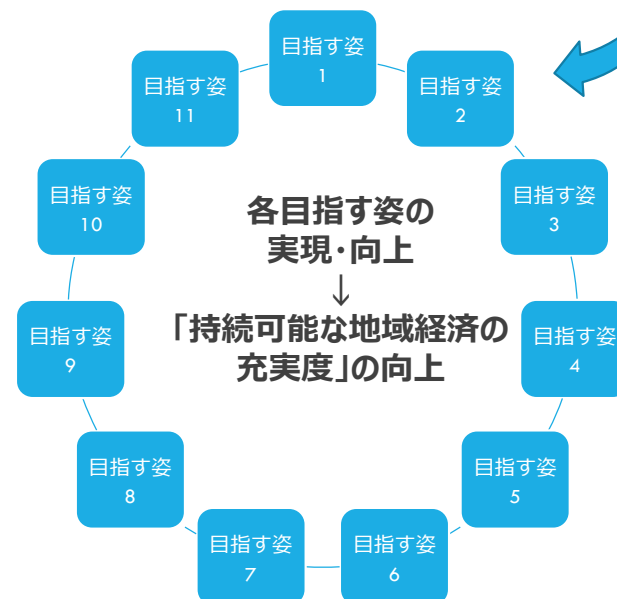 目指す姿
1
目指す姿
2
目指す姿
3
目指す姿
4
目指す姿
5
目指す姿
6
目指す姿
7
目指す姿
8
目指す姿
9
目指す姿
10
目指す姿
11
各目指す姿の
実現・向上
↓
「持続可能な地域経済の
充実度」の向上